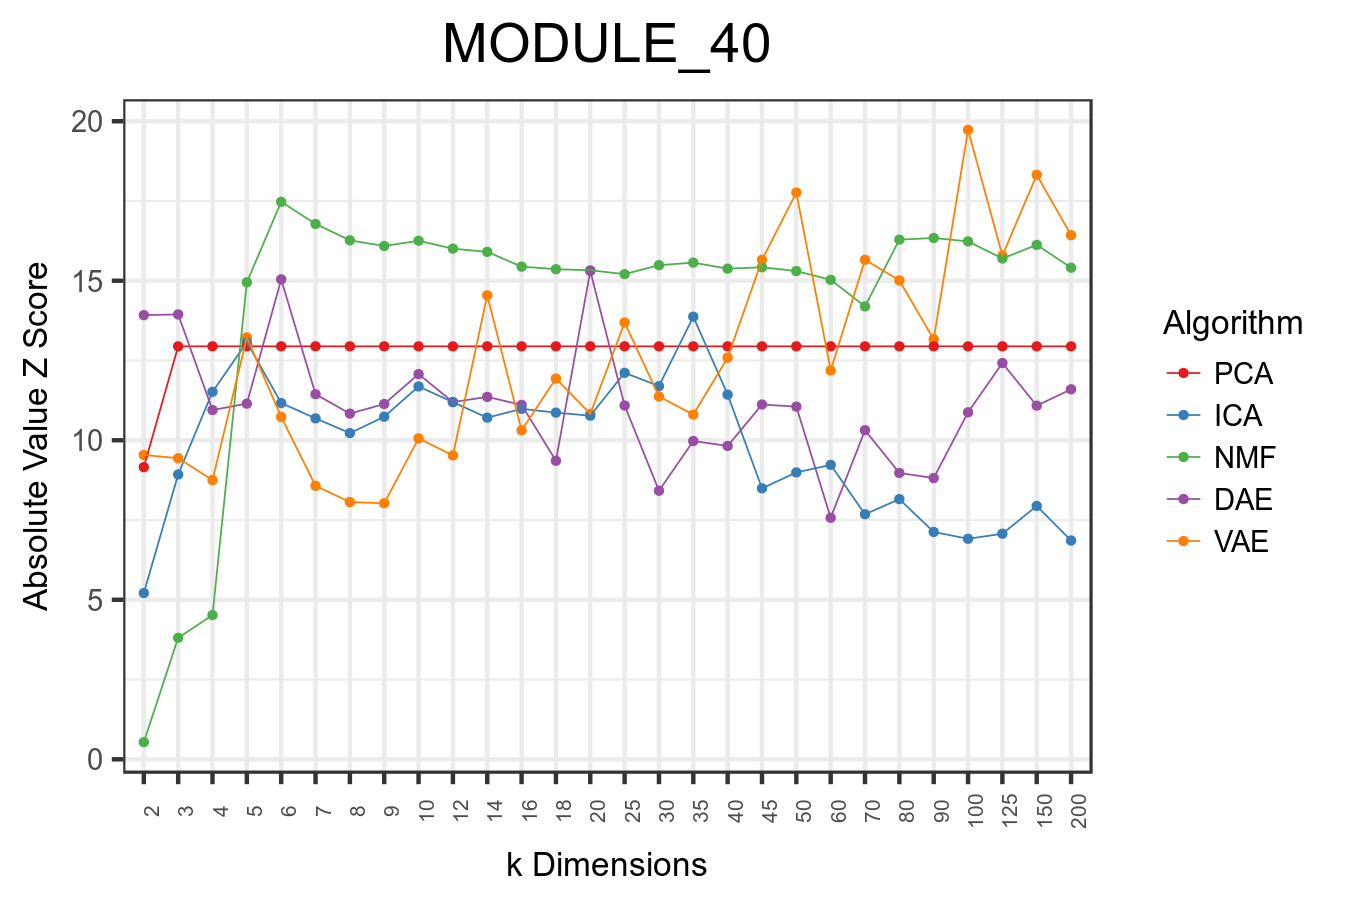 MODULE_40
Absolute Value Z Score
20
15
10
5
0
2 3 4 5 6 7 8 9 10 12 14 16 18 20 25 30 35 40 45 50 60 70 80 90 100 125 150 200
k Dimensions
Algorithm
PCA
ICA
NMF
DAE
VAE